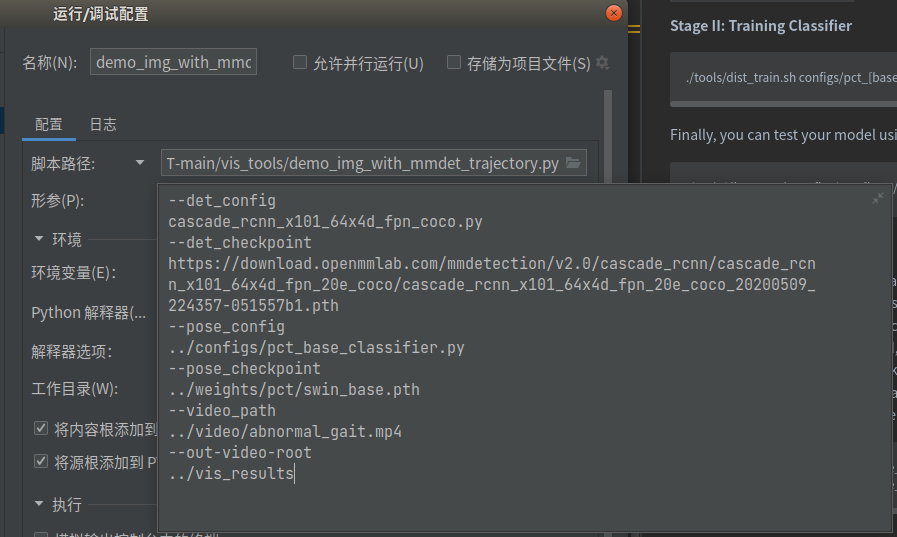 运行/调试配置
名称(N):
demo_img_with_mmc
允许并行运行(U)
存储为项目文件(S)
配置
日志
脚本路径:
T-main/vis_tools/demo_img_with_mmdet_trajectory.py
形参(P):
--det_config
cascade_rcnn_x101_64x4d_fpn_coco.py
--det_checkpoint
https://download.openmmlab.com/mmdetection/v2.0/cascade_rcnn/cascade_rcn
n_x101_64x4d_fpn_20e_coco/cascade_rcnn_x101_64x4d_fpn_20e_coco_20200509_
224357-051557b1.pth
--pose_config
../configs/pct_base_classifier.py
--pose_checkpoint
../weights/pct/swin_base.pth
--video_path
../video/abnormal_gait.mp4
--out-video-root
../vis_results
环境
环境变量(E):
Python 解释器(...
解释器选项:
工作目录(W):
将内容根添加到
将源根添加到 P
执行
Stage II: Training Classifier
./tools/dist_train.sh configs/pct_[base
Finally, you can test your model usi